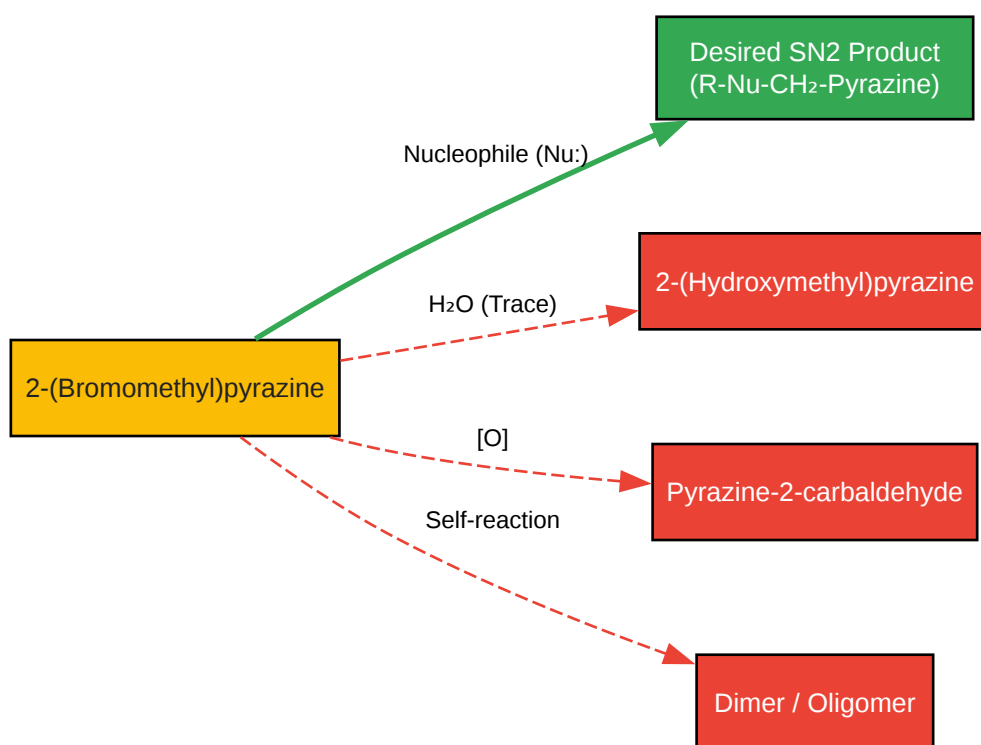 Desired SN2 Product
(R-Nu-CH₂-Pyrazine)
Nucleophile (Nu:)
2-(Hydroxymethyl)pyrazine
H₂O (Trace)
2-(Bromomethyl)pyrazine
[O]
Pyrazine-2-carbaldehyde
Self-reaction
Dimer / Oligomer